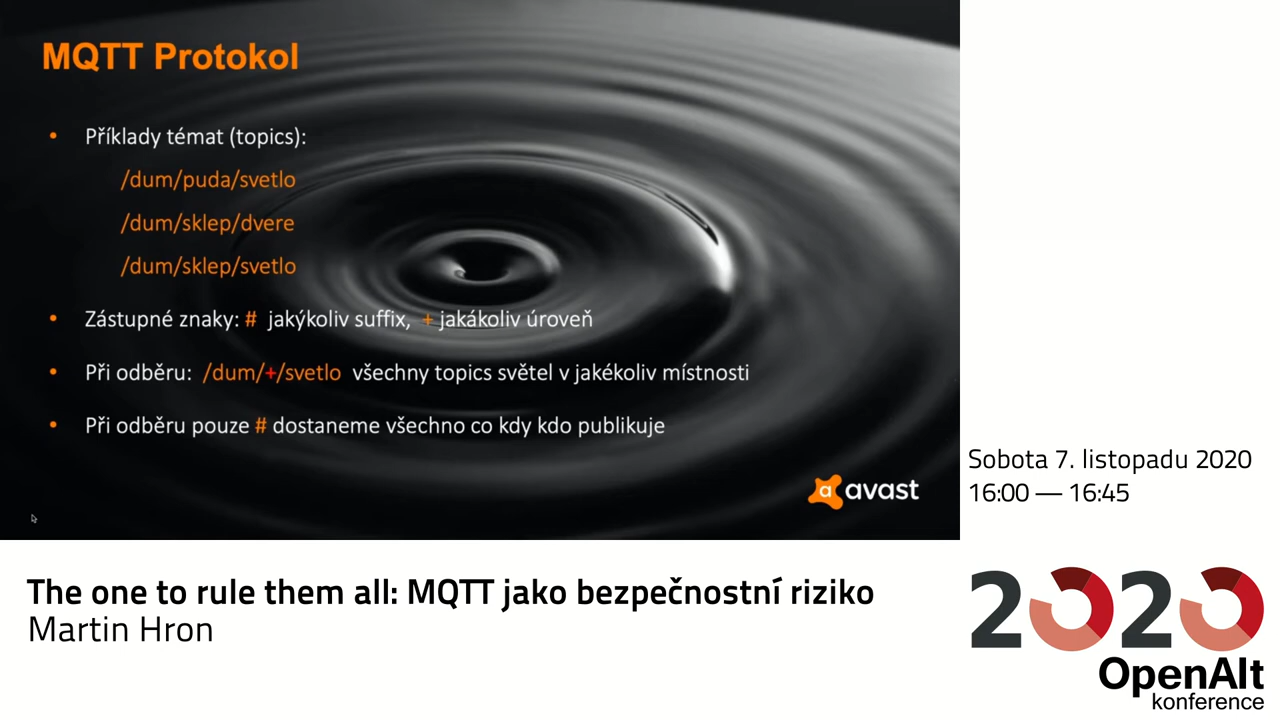 MQTT Protokol
• Příklady témat (topics):
/dum/puda/svetlo
/dum/sklep/dvere
/dum/sklep/svetlo
• Zástupné znaky: # jakýkoliv suffix, + jakákoliv úroveň
• Při odběru: /dum/+/svetlo všechny topics světel v jakékoliv místnosti
• Při odběru pouze # dostaneme všechno co kdy kdo publikuje
avast
Sobota 7. listopadu 2020
16:00 — 16:45
The one to rule them all: MQTT jako bezpečnostní riziko
Martin Hron
2020
OpenAlt
konference